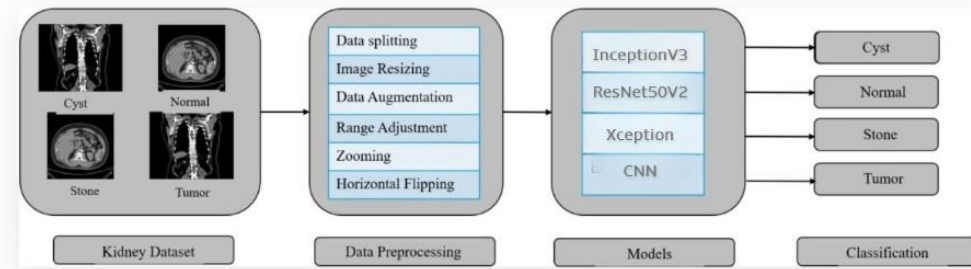 Cyst
Normal
Stone
Tumor
Data splitting
Image Resizing
Data Augmentation
Range Adjustment
Zooming
Horizontal Flipping
InceptionV3
ResNet50V2
Xception
CNN
Cyst
Normal
Stone
Tumor
Kidney Dataset
Data Preprocessing
Models
Classification